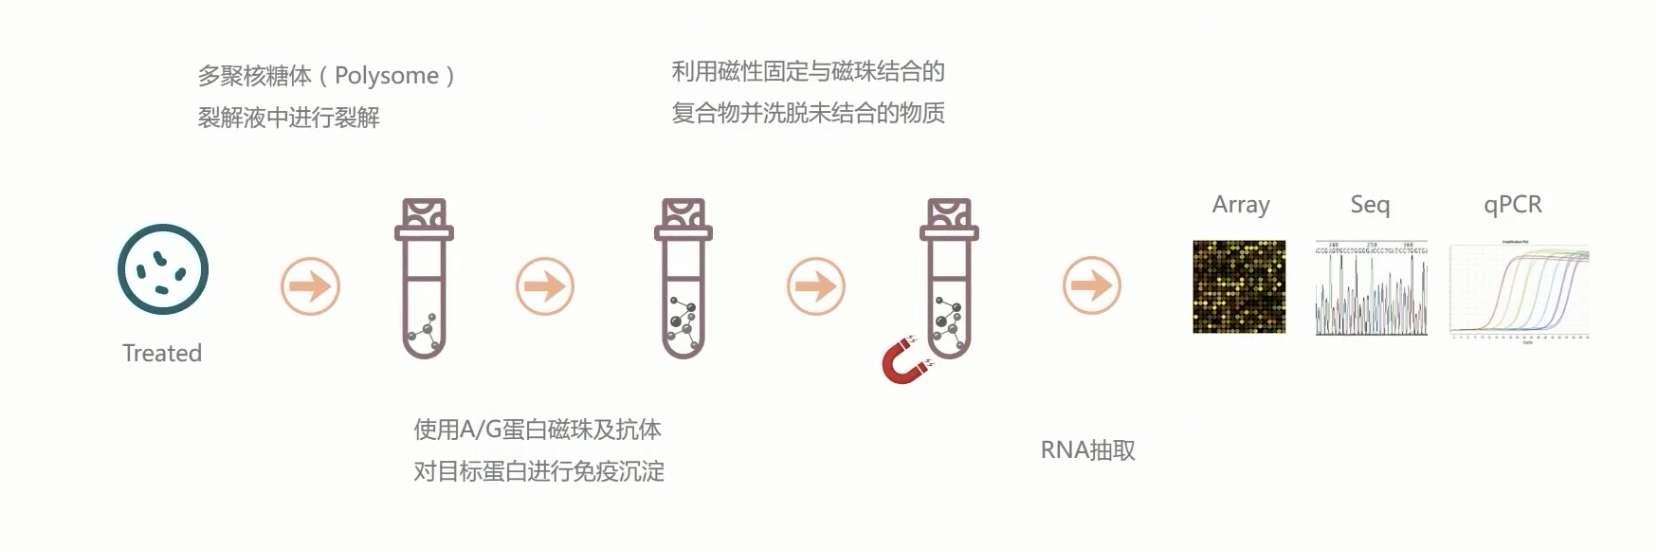 多聚核糖体（Polysome）
裂解液中进行裂解
利用磁性固定与磁珠结合的
复合物并洗脱未结合的物质
Treated
使用A/G蛋白磁珠及抗体
对目标蛋白进行免疫沉淀
RNA抽取
Array
Seq
qPCR